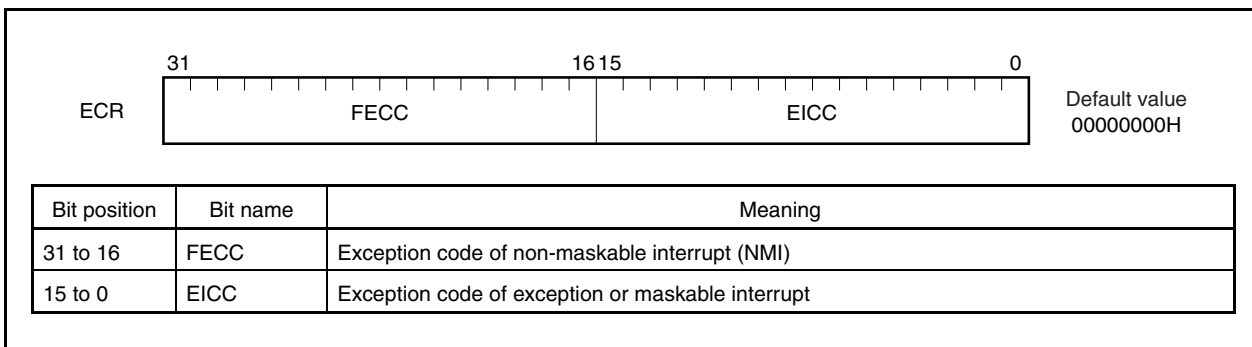 31 16 15 0
ECR FECC EICC Default value
00000000H
Bit position Bit name Meaning
31 to 16 FECC Exception code of non-maskable interrupt (NMI)
15 to 0 EICC Exception code of exception or maskable interrupt